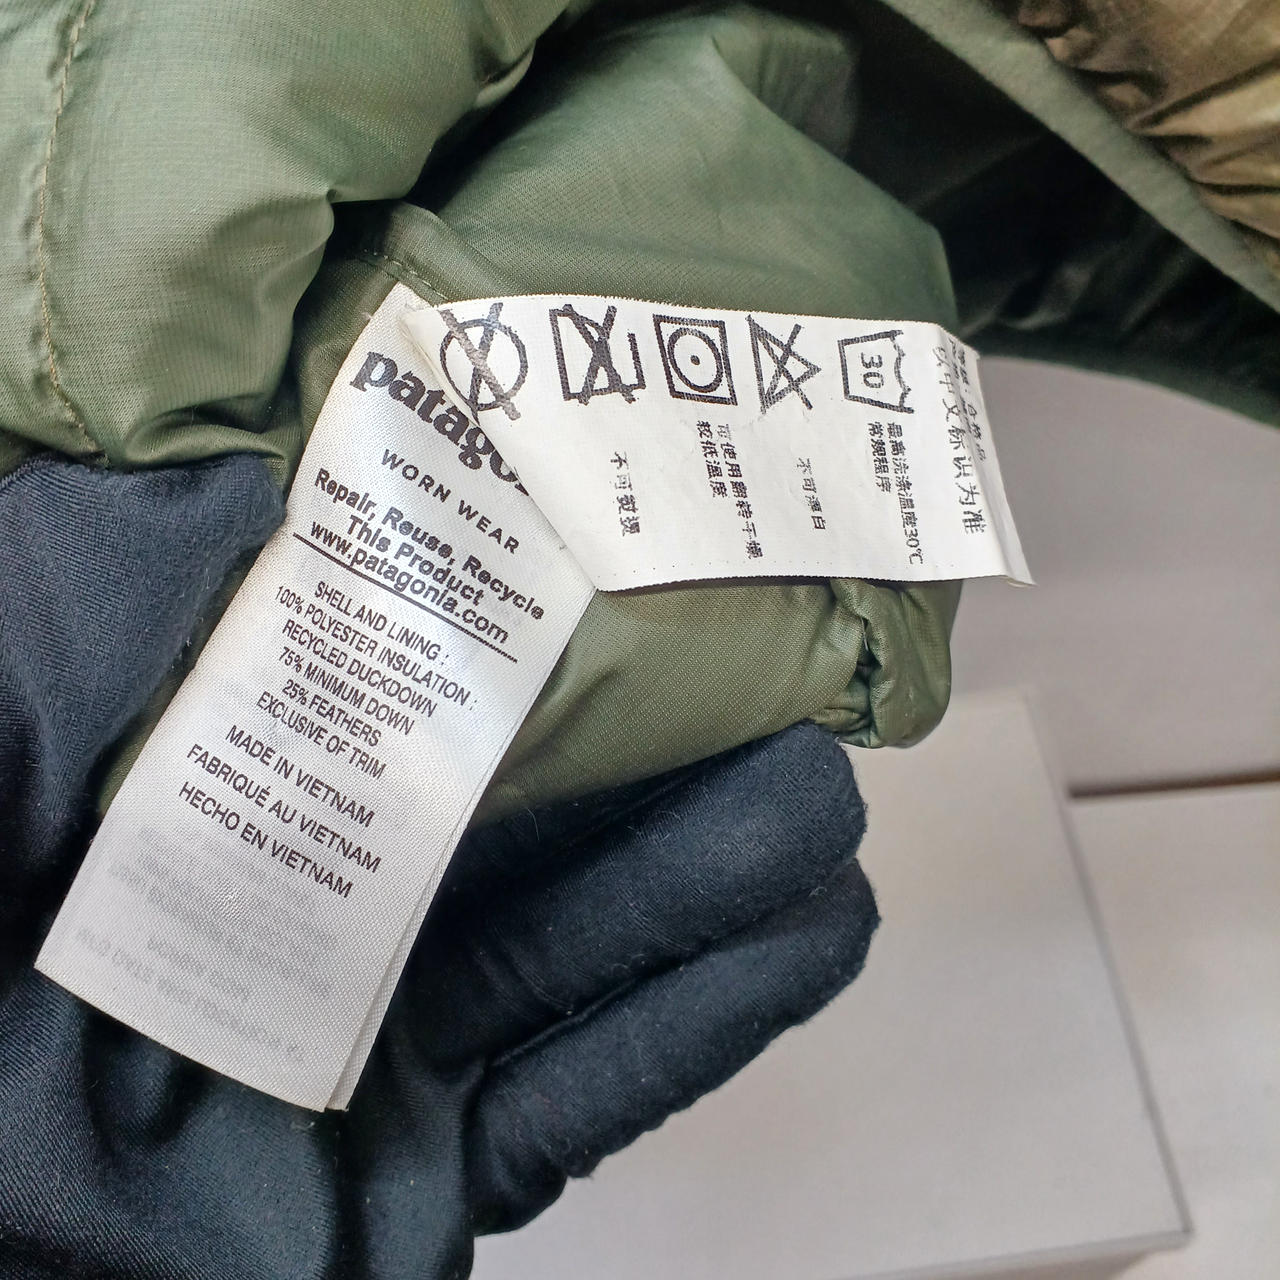 patago
WORN WEAR
Repair, Reuse, Recycle
This Product
www.patagonia.com
SHELL AND LINING :
100% POLYESTER INSULATION :
RECYCLED DUCKDOWN
75% MINIMUM DOWN
25% FEATHERS
EXCLUSIVE OF TRIM
MADE IN VIETNAM
FABRIQUÉ AU VIETNAM
HECHO EN VIETNAM
以中文标识为准
30
最高洗涤温度30℃
常规程序
不可漂白
可使用翻转干燥
较低温度
不可